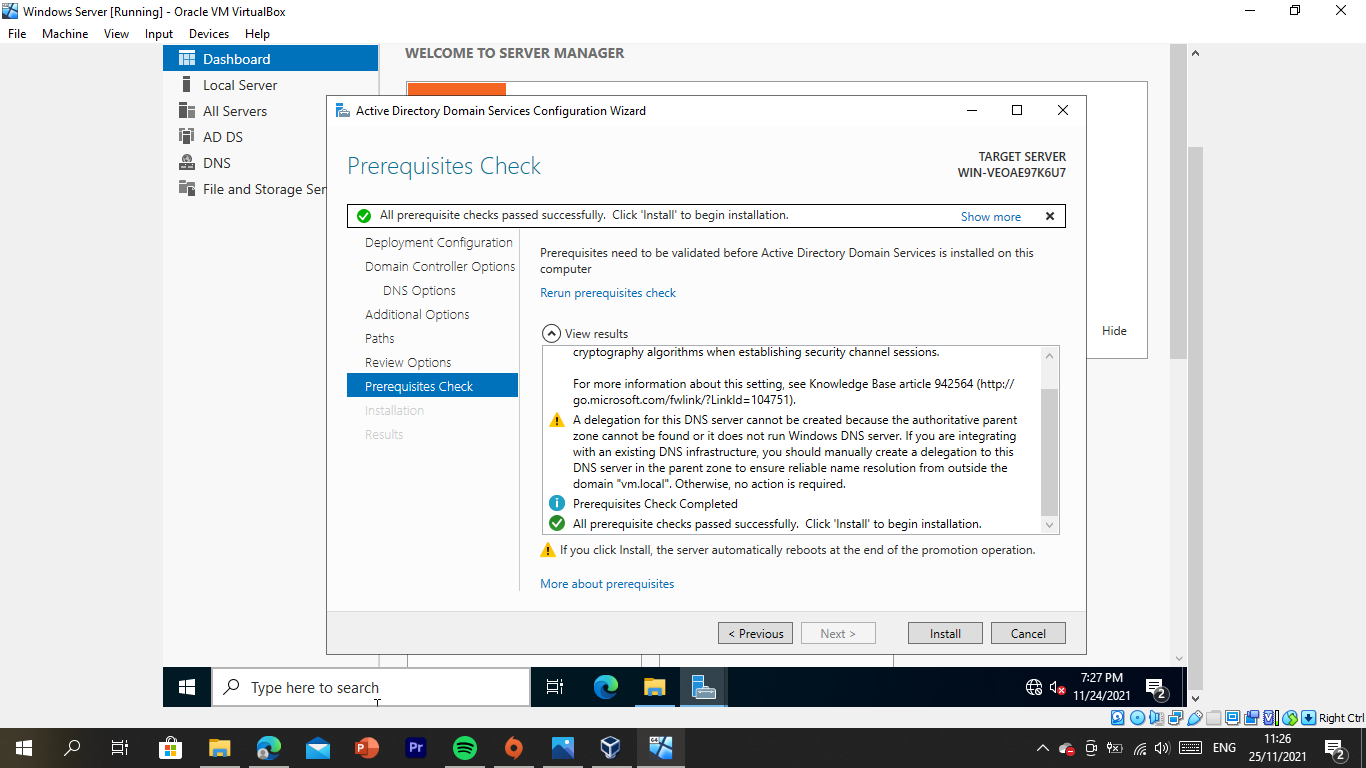 Windows Server [Running] - Oracle VM VirtualBox
File Machine View Input Devices Help
Dashboard
Local Server
All Servers
AD DS
DNS
File and Storage Ser
WELCOME TO SERVER MANAGER
Active Directory Domain Services Configuration Wizard
Prerequisites Check
TARGET SERVER
WIN-VEOAE97K6U7
All prerequisite checks passed successfully. Click 'Install' to begin installation.
Show more
Deployment Configuration
Domain Controller Options
DNS Options
Additional Options
Paths
Review Options
Prerequisites Check
Installation
Results
Prerequisites need to be validated before Active Directory Domain Services is installed on this
computer
Rerun prerequisites check
View results
cryptography algorithms when establishing security channel sessions.
For more information about this setting, see Knowledge Base article 942564 (http://
go.microsoft.com/fwlink/?LinkId=104751).
A delegation for this DNS server cannot be created because the authoritative parent
zone cannot be found or it does not run Windows DNS server. If you are integrating
with an existing DNS infrastructure, you should manually create a delegation to this
DNS server in the parent zone to ensure reliable name resolution from outside the
domain "vm.local". Otherwise, no action is required.
Prerequisites Check Completed
All prerequisite checks passed successfully. Click 'Install' to begin installation.
If you click Install, the server automatically reboots at the end of the promotion operation.
More about prerequisites
< Previous
Next >
Install
Cancel
Hide
Type here to search
7:27 PM
11/24/2021
2
Right Ctrl
Pr
64
ENG
11:26
25/11/2021
2